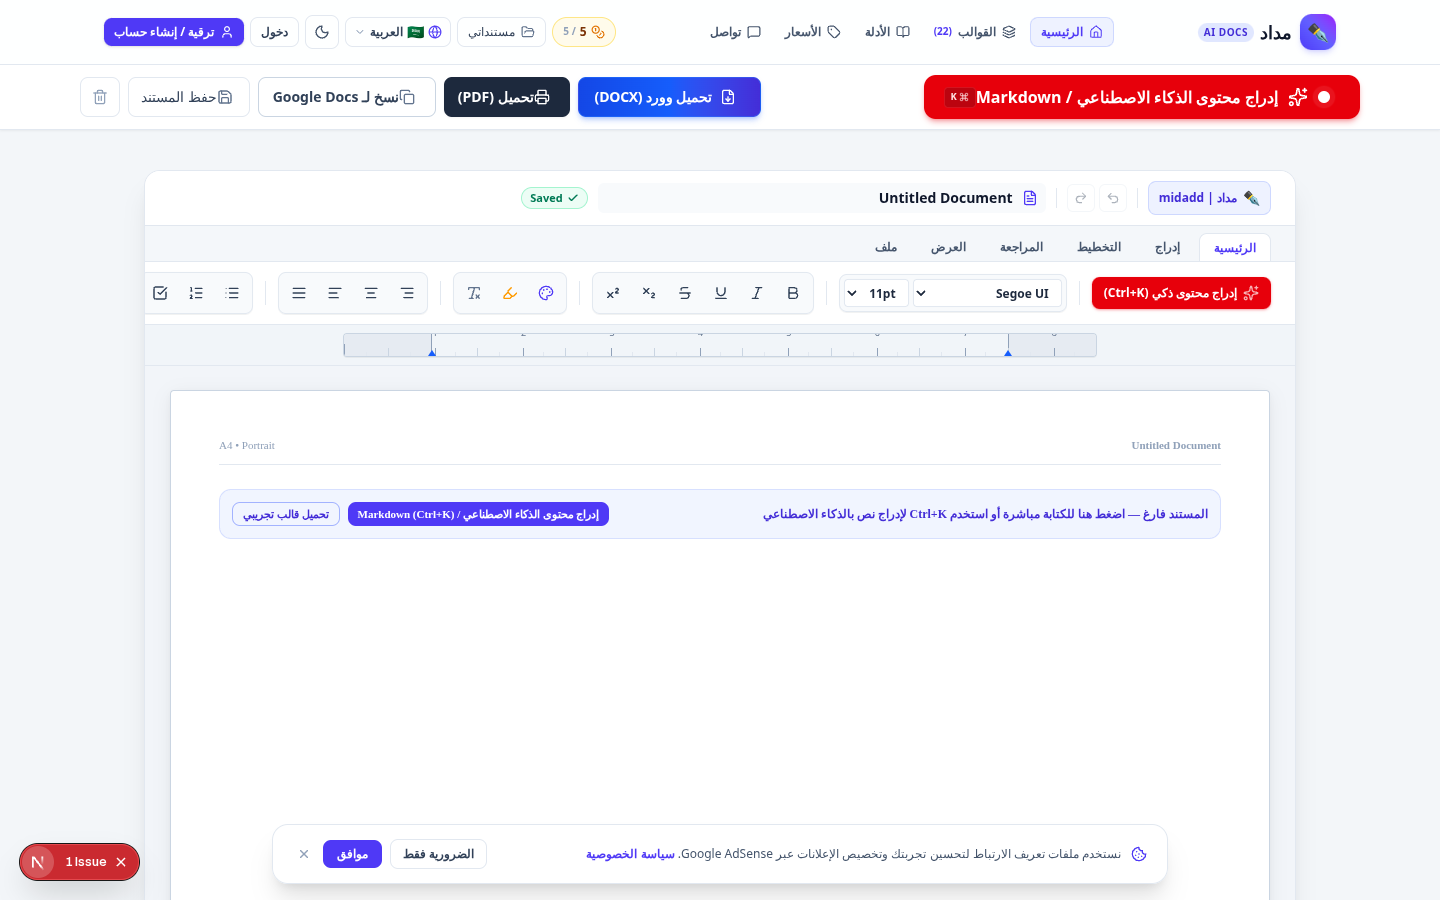 مداد AI DOCS الرئيسية القوالب (22) الأدلة الأسعار تواصل 5 / 5 مستنداتي العربية دخول ترقية / إنشاء حساب
إدراج محتوى الذكاء الاصطناعي / Markdown ⌘ K تحميل وورد (DOCX) تحميل (PDF) نسخ لـ Google Docs حفظ المستند
مداد | midadd Untitled Document Saved
الرئيسية إدراج التخطيط المراجعة العرض ملف
إدراج محتوى ذكي (Ctrl+K) Segoe UI 11pt B I U S x₂ x²
Untitled Document A4 • Portrait
المستند فارغ — اضغط هنا للكتابة مباشرة أو استخدم Ctrl+K لإدراج نص بالذكاء الاصطناعي إدراج محتوى الذكاء الاصطناعي / Markdown (Ctrl+K) تحميل قالب تجريبي
نستخدم ملفات تعريف الارتباط لتحسين تجربتك وتخصيص الإعلانات عبر Google AdSense. سياسة الخصوصية الضرورية فقط موافق
N 1 Issue